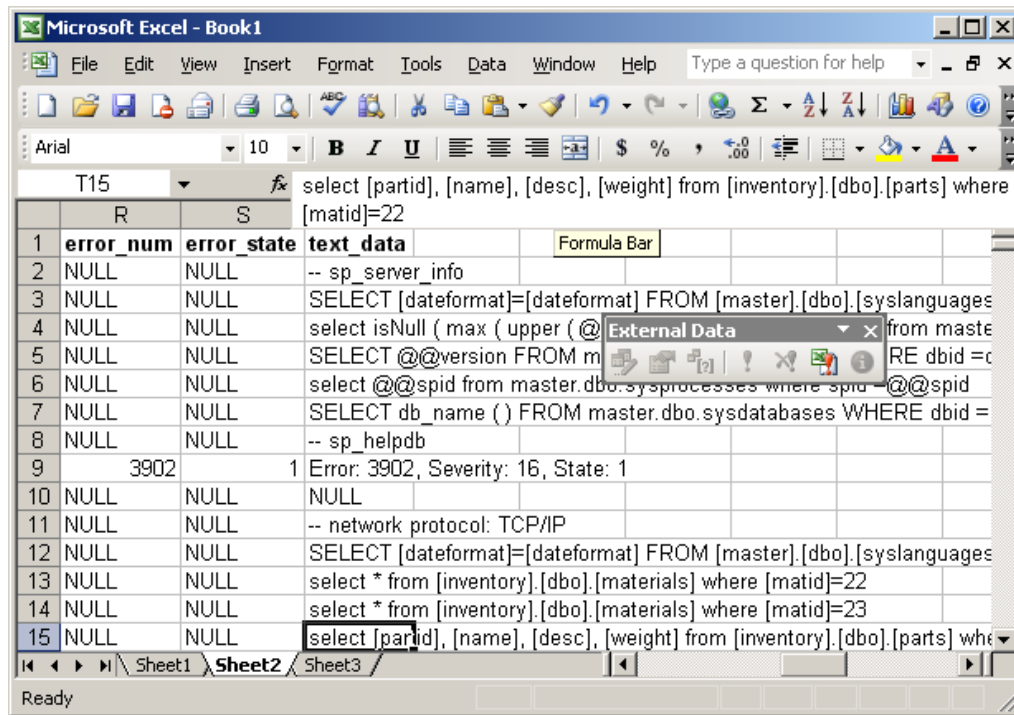 Microsoft Excel - Book1
File Edit View Insert Format Tools Data Window Help Type a question for help
Arial 10 B I U $ %
T15 fx select [partid], [name], [desc], [weight] from [inventory].[dbo].[parts] where
[matid]=22
R S
Formula Bar
1 error_num error_state text_data
2 NULL NULL -- sp_server_info
3 NULL NULL SELECT [dateformat]=[dateformat] FROM [master].[dbo].[syslanguages
4 NULL NULL select isNull ( max ( upper ( @ from maste
External Data
5 NULL NULL SELECT @@version FROM m RE dbid =
6 NULL NULL select @@spid from master.dbo.sysprocesses where spid =@@spid
7 NULL NULL SELECT db_name () FROM master.dbo.sysdatabases WHERE dbid =
8 NULL NULL -- sp_helpdb
9 3902 1 Error: 3902, Severity: 16, State: 1
10 NULL NULL NULL
11 NULL NULL -- network protocol: TCP/IP
12 NULL NULL SELECT [dateformat]=[dateformat] FROM [master].[dbo].[syslanguages
13 NULL NULL select * from [inventory].[dbo].[materials] where [matid]=22
14 NULL NULL select * from [inventory].[dbo].[materials] where [matid]=23
15 NULL NULL select [partid], [name], [desc], [weight] from [inventory].[dbo].[parts] whe
Sheet1 Sheet2 Sheet3
Ready